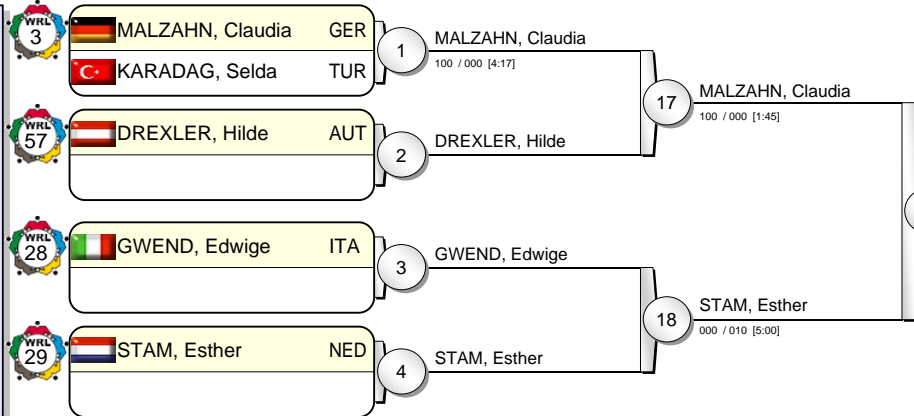 WRL
3
MALZAHN, Claudia GER
KARADAG, Selda TUR
1
MALZAHN, Claudia
100 / 000 [4:17]
17
MALZAHN, Claudia
100 / 000 [1:45]
WRL
57
DREXLER, Hilde AUT
2
DREXLER, Hilde
WRL
28
GWEND, Edwige ITA
3
GWEND, Edwige
18
STAM, Esther
000 / 010 [5:00]
WRL
29
STAM, Esther NED
4
STAM, Esther